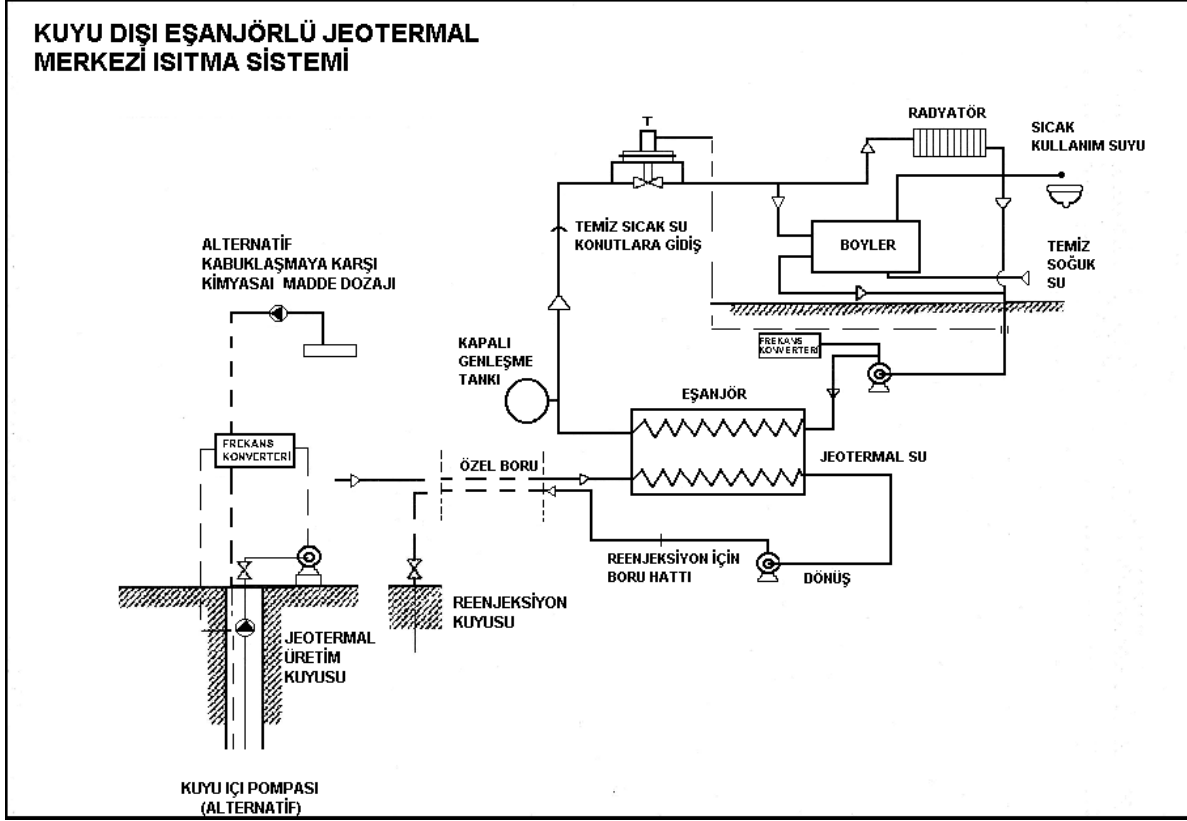 KUYU DIŞI EŞANJÖRLÜ JEOTERMAL
MERKEZİ ISITMA SİSTEMİ
T
RADYATÖR
SICAK
KULLANIM SUYU
TEMİZ SICAK SU
KONUTLARA GİDİŞ
BOYLER
TEMİZ
SOĞUK
SU
ALTERNATİF
KABUKLAŞMAYA KARŞI
KİMYASAl MADDE DOZAJI
KAPALI
GENLEŞME
TANKI
FREKANS
KONVERTERİ
EŞANJÖR
FREKANS
KONVERTERİ
ÖZEL BORU
JEOTERMAL SU
REENJEKSİYON İÇİN
BORU HATTI
DÖNÜŞ
REENJEKSİYON
KUYUSU
JEOTERMAL
ÜRETİM
KUYUSU
KUYU IÇI POMPASI
(ALTERNATİF)